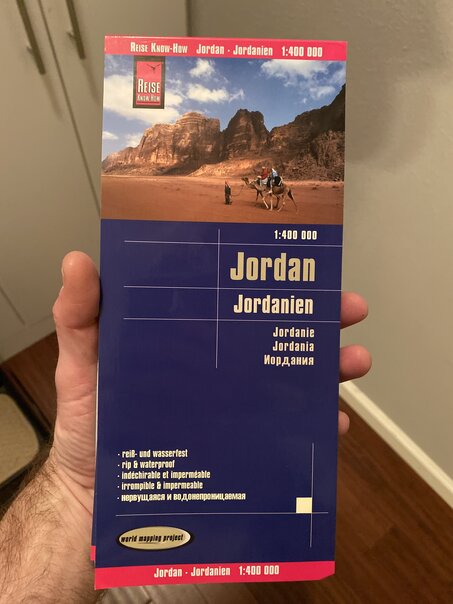 REISE KNOW-HOW Jordan · Jordanien 1:400 000
REISE
KNOW-HOW
1:400 000
Jordan
Jordanien
Jordanie
Jordania
Иордания
· reiß- und wasserfest
· rip & waterproof
· indéchirable et imperméable
· irrompible & impermeable
· нервущаяся и водонепроницаемая
world mapping project
Jordan · Jordanien 1:400 000